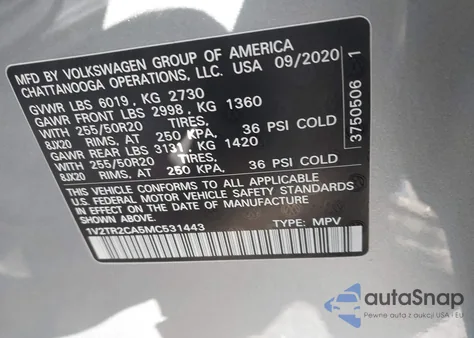 MFD BY VOLKSWAGEN GROUP OF AMERICA
CHATTANOOGA OPERATIONS, LLC. USA 09/2020
GVWR LBS 6019, KG 2730
GAWR FRONT LBS 2998, KG 1360
WITH 255/50R20 TIRES,
8JX20 RIMS, AT 250 KPA, 36 PSI COLD
GAWR REAR LBS 3131, KG 1420
WITH 255/50R20 TIRES,
8JX20 RIMS, AT 250 KPA, 36 PSI COLD
THIS VEHICLE CONFORMS TO ALL APPLICABLE
U.S. FEDERAL MOTOR VEHICLE SAFETY STANDARDS
IN EFFECT ON THE DATE OF MANUFACTURE
SHOWN ABOVE.
1V2TR2CA5MC531443 TYPE: MPV
3750506 1
autoSnap
Pewne auta z aukcji USA i EU